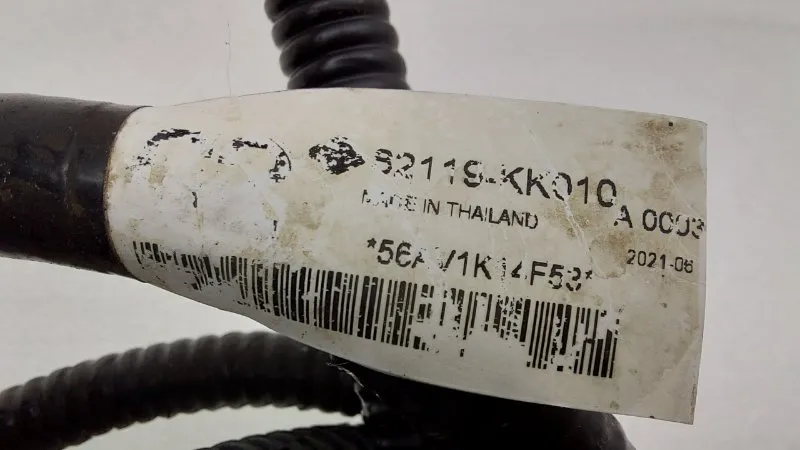 82119-KK010
MADE IN THAILAND
A 0003
2021-06